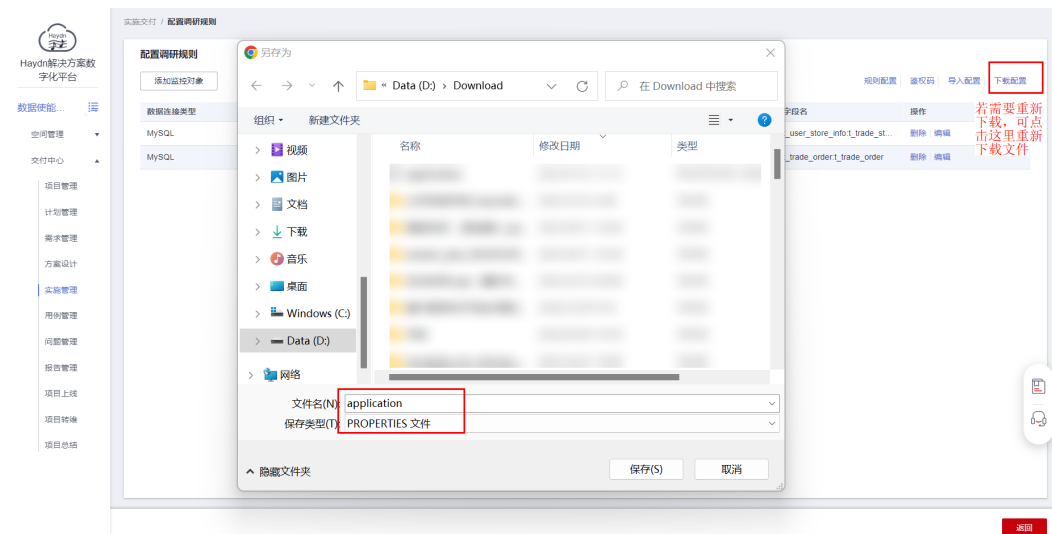 实施交付 / 配置调研规则
Haydn
Haydn解决方案数
字化平台
数据使能...
空间管理
交付中心
项目管理
计划管理
需求管理
方案设计
实施管理
用例管理
问题管理
报告管理
项目上线
项目转维
项目总结
配置调研规则
添加监控对象
规则配置 鉴权码 导入配置 下载配置
数据连接类型
字段名 操作
MySQL
_user_store_info:t_trade_st... 删除 编辑
MySQL
_trade_order:t_trade_order 删除 编辑
若需要重新
下载，可点
击这里重新
下载文件
另存为
« Data (D:) › Download
在 Download 中搜索
组织 新建文件夹
名称 修改日期 类型
视频
图片
文档
下载
音乐
桌面
Windows (C:)
Data (D:)
网络
文件名(N): application
保存类型(T): PROPERTIES 文件
隐藏文件夹
保存(S) 取消
返回